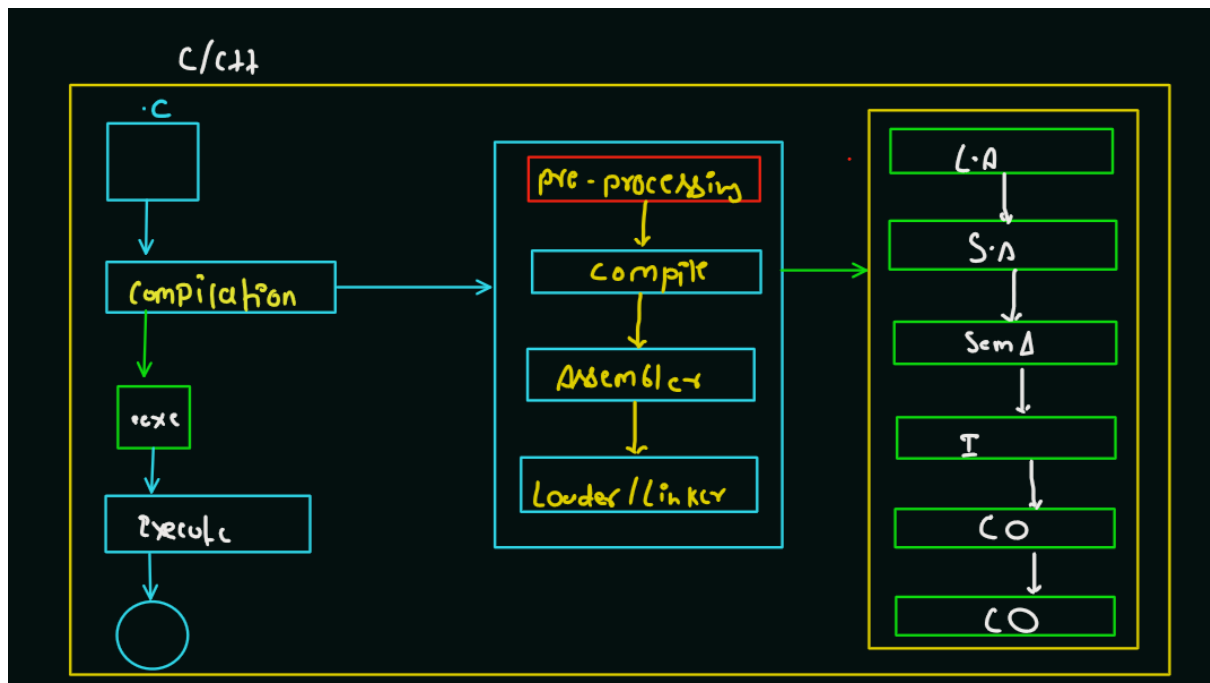 C/C++
.C
Compilation
.exe
Execute
Pre-processing
Compile
Assembler
Loader/Linker
L.A
S.A
Sem A
I
CO
CO